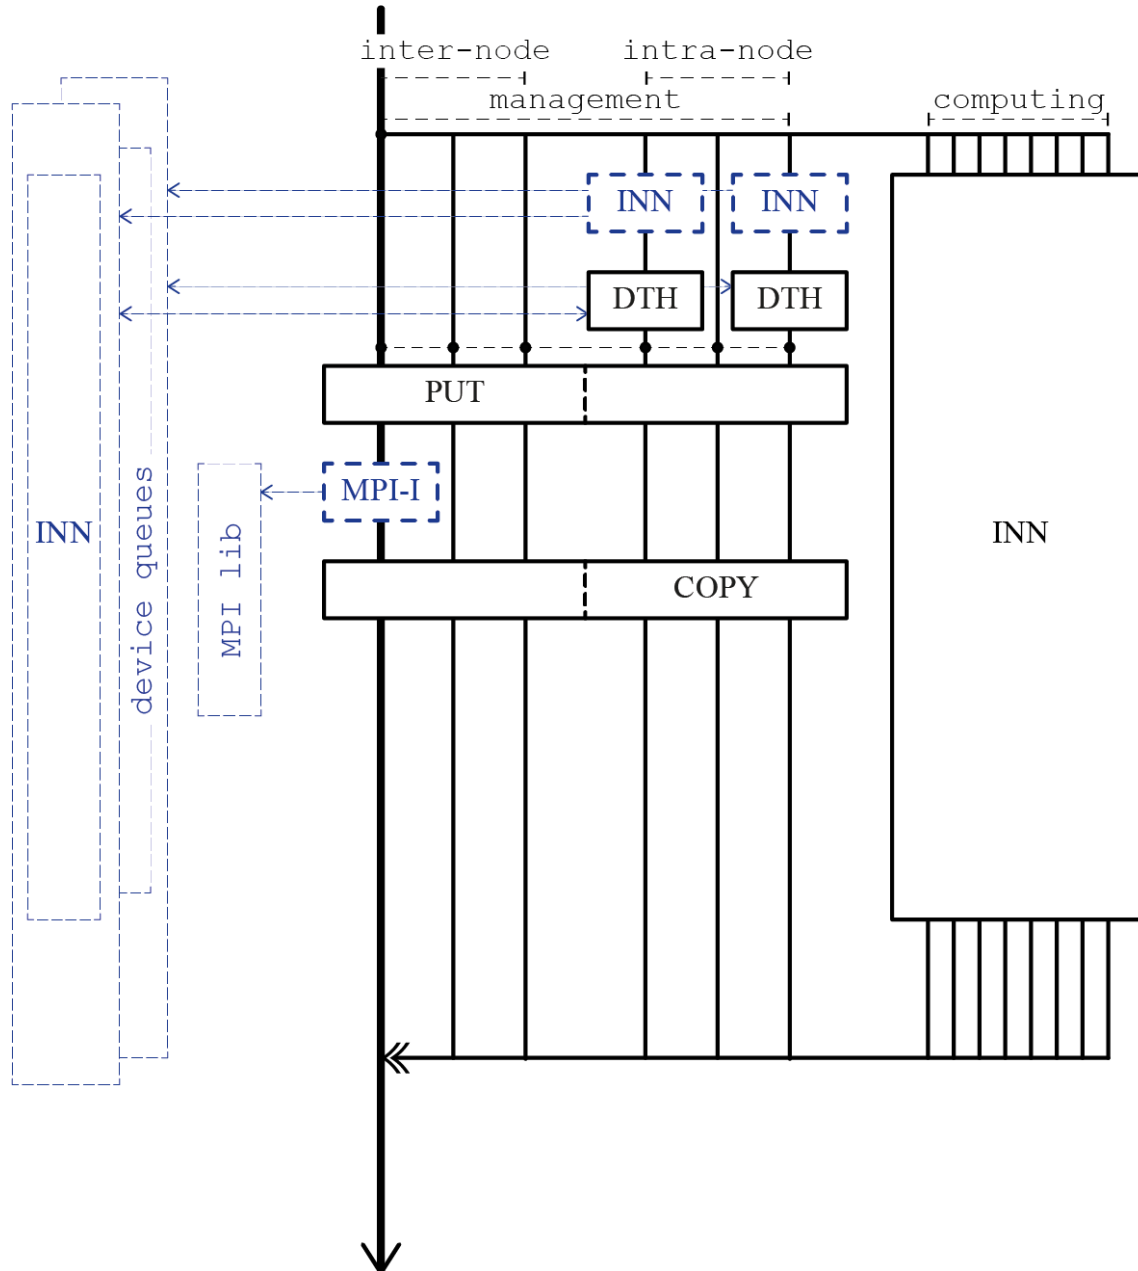 inter-node
intra-node
management
computing
INN
INN
DTH
DTH
PUT
MPI-I
INN
device queues
MPI lib
INN
COPY